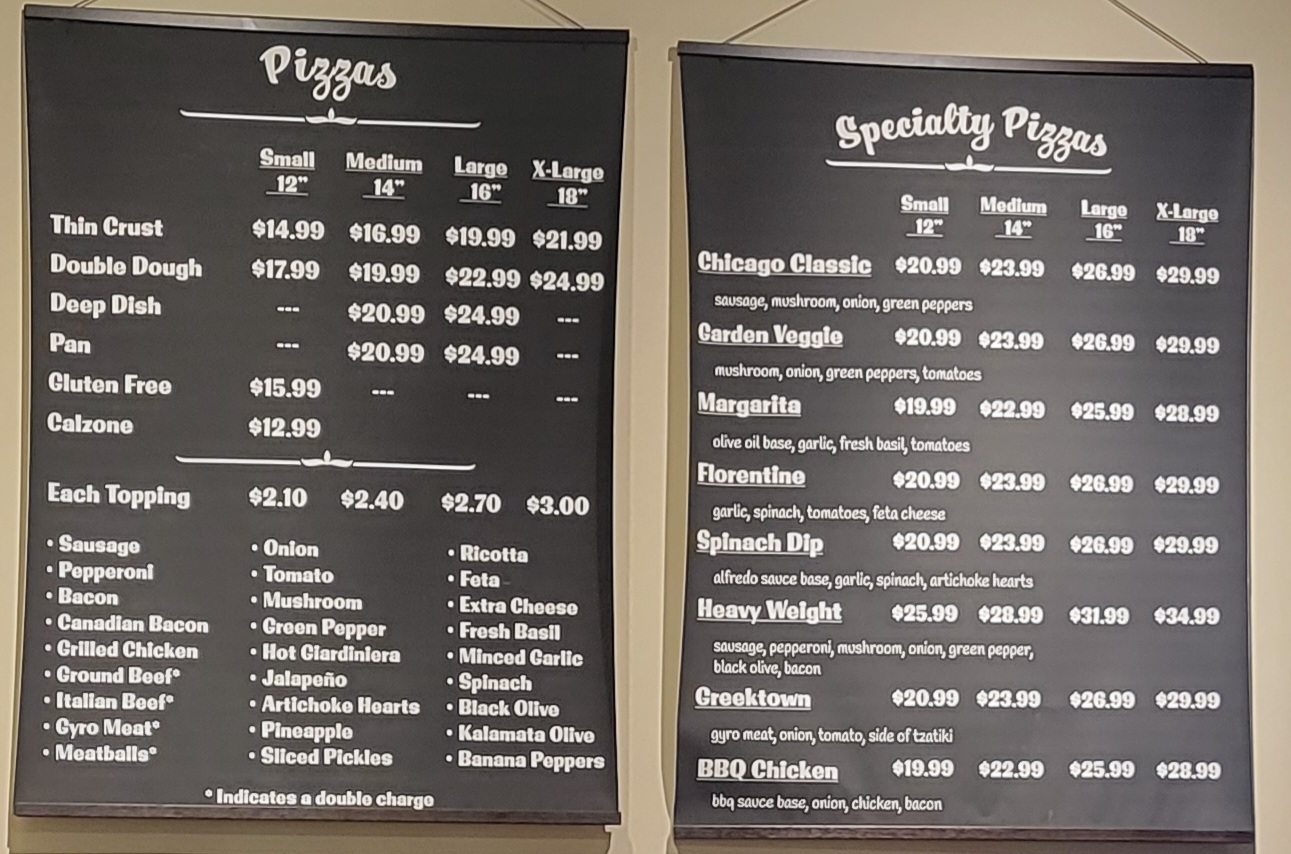 Pizzas
Small Medium Large X-Large
12” 14” 16” 18”
Thin Crust $14.99 $16.99 $19.99 $21.99
Double Dough $17.99 $19.99 $22.99 $24.99
Deep Dish --- $20.99 $24.99 ---
Pan --- $20.99 $24.99 ---
Gluten Free $15.99 --- --- ---
Calzone $12.99
Each Topping $2.10 $2.40 $2.70 $3.00
• Sausage
• Pepperoni
• Bacon
• Canadian Bacon
• Grilled Chicken
• Ground Beef*
• Italian Beef*
• Gyro Meat*
• Meatballs*
• Onion
• Tomato
• Mushroom
• Green Pepper
• Hot Giardiniera
• Jalapeño
• Artichoke Hearts
• Pineapple
• Sliced Pickles
• Ricotta
• Feta
• Extra Cheese
• Fresh Basil
• Minced Garlic
• Spinach
• Black Olive
• Kalamata Olive
• Banana Peppers
* Indicates a double charge
Specialty Pizzas
Small Medium Large X-Large
12” 14” 16” 18”
Chicago Classic $20.99 $23.99 $26.99 $29.99
sausage, mushroom, onion, green peppers
Garden Veggie $20.99 $23.99 $26.99 $29.99
mushroom, onion, green peppers, tomatoes
Margarita $19.99 $22.99 $25.99 $28.99
olive oil base, garlic, fresh basil, tomatoes
Florentine $20.99 $23.99 $26.99 $29.99
garlic, spinach, tomatoes, feta cheese
Spinach Dip $20.99 $23.99 $26.99 $29.99
alfredo sauce base, garlic, spinach, artichoke hearts
Heavy Weight $25.99 $28.99 $31.99 $34.99
sausage, pepperoni, mushroom, onion, green pepper,
black olive, bacon
Greektown $20.99 $23.99 $26.99 $29.99
gyro meat, onion, tomato, side of tzatiki
BBQ Chicken $19.99 $22.99 $25.99 $28.99
bbq sauce base, onion, chicken, bacon